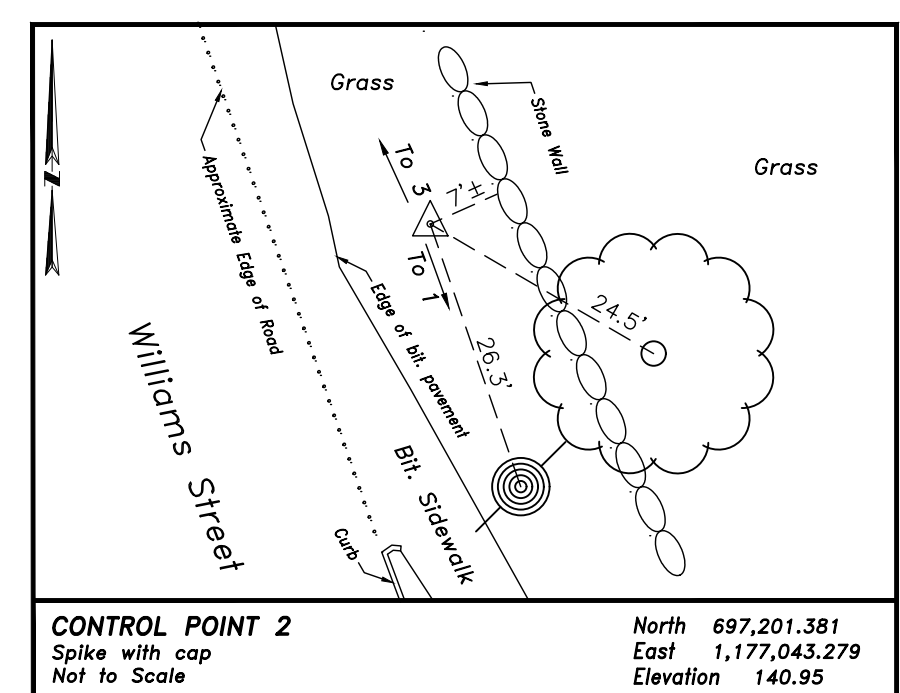 Grass
Stone Wall
Grass
Approximate Edge of Road
To 3
7'±
To 1
24.5'
Edge of bit. pavement
26.3'
Williams Street
Bit. Sidewalk
Curb
CONTROL POINT 2
Spike with cap
Not to Scale
North 697,201.381
East 1,177,043.279
Elevation 140.95